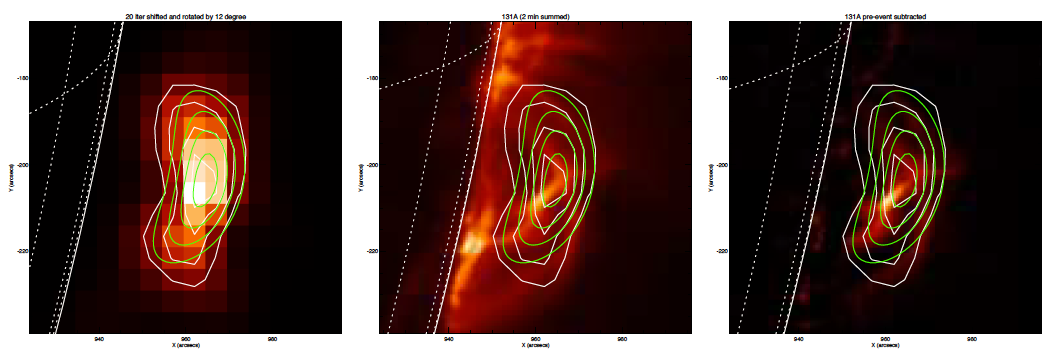 20 iter shifted and rotated by 12 degree
131A (2 min summed)
131A pre-event subtracted
-180
-200
-220
Y (arcsecs)
940
960
980
X (arcsecs)
-180
-200
-220
Y (arcsecs)
940
960
980
X (arcsecs)
-180
-200
-220
Y (arcsecs)
940
960
980
X (arcsecs)